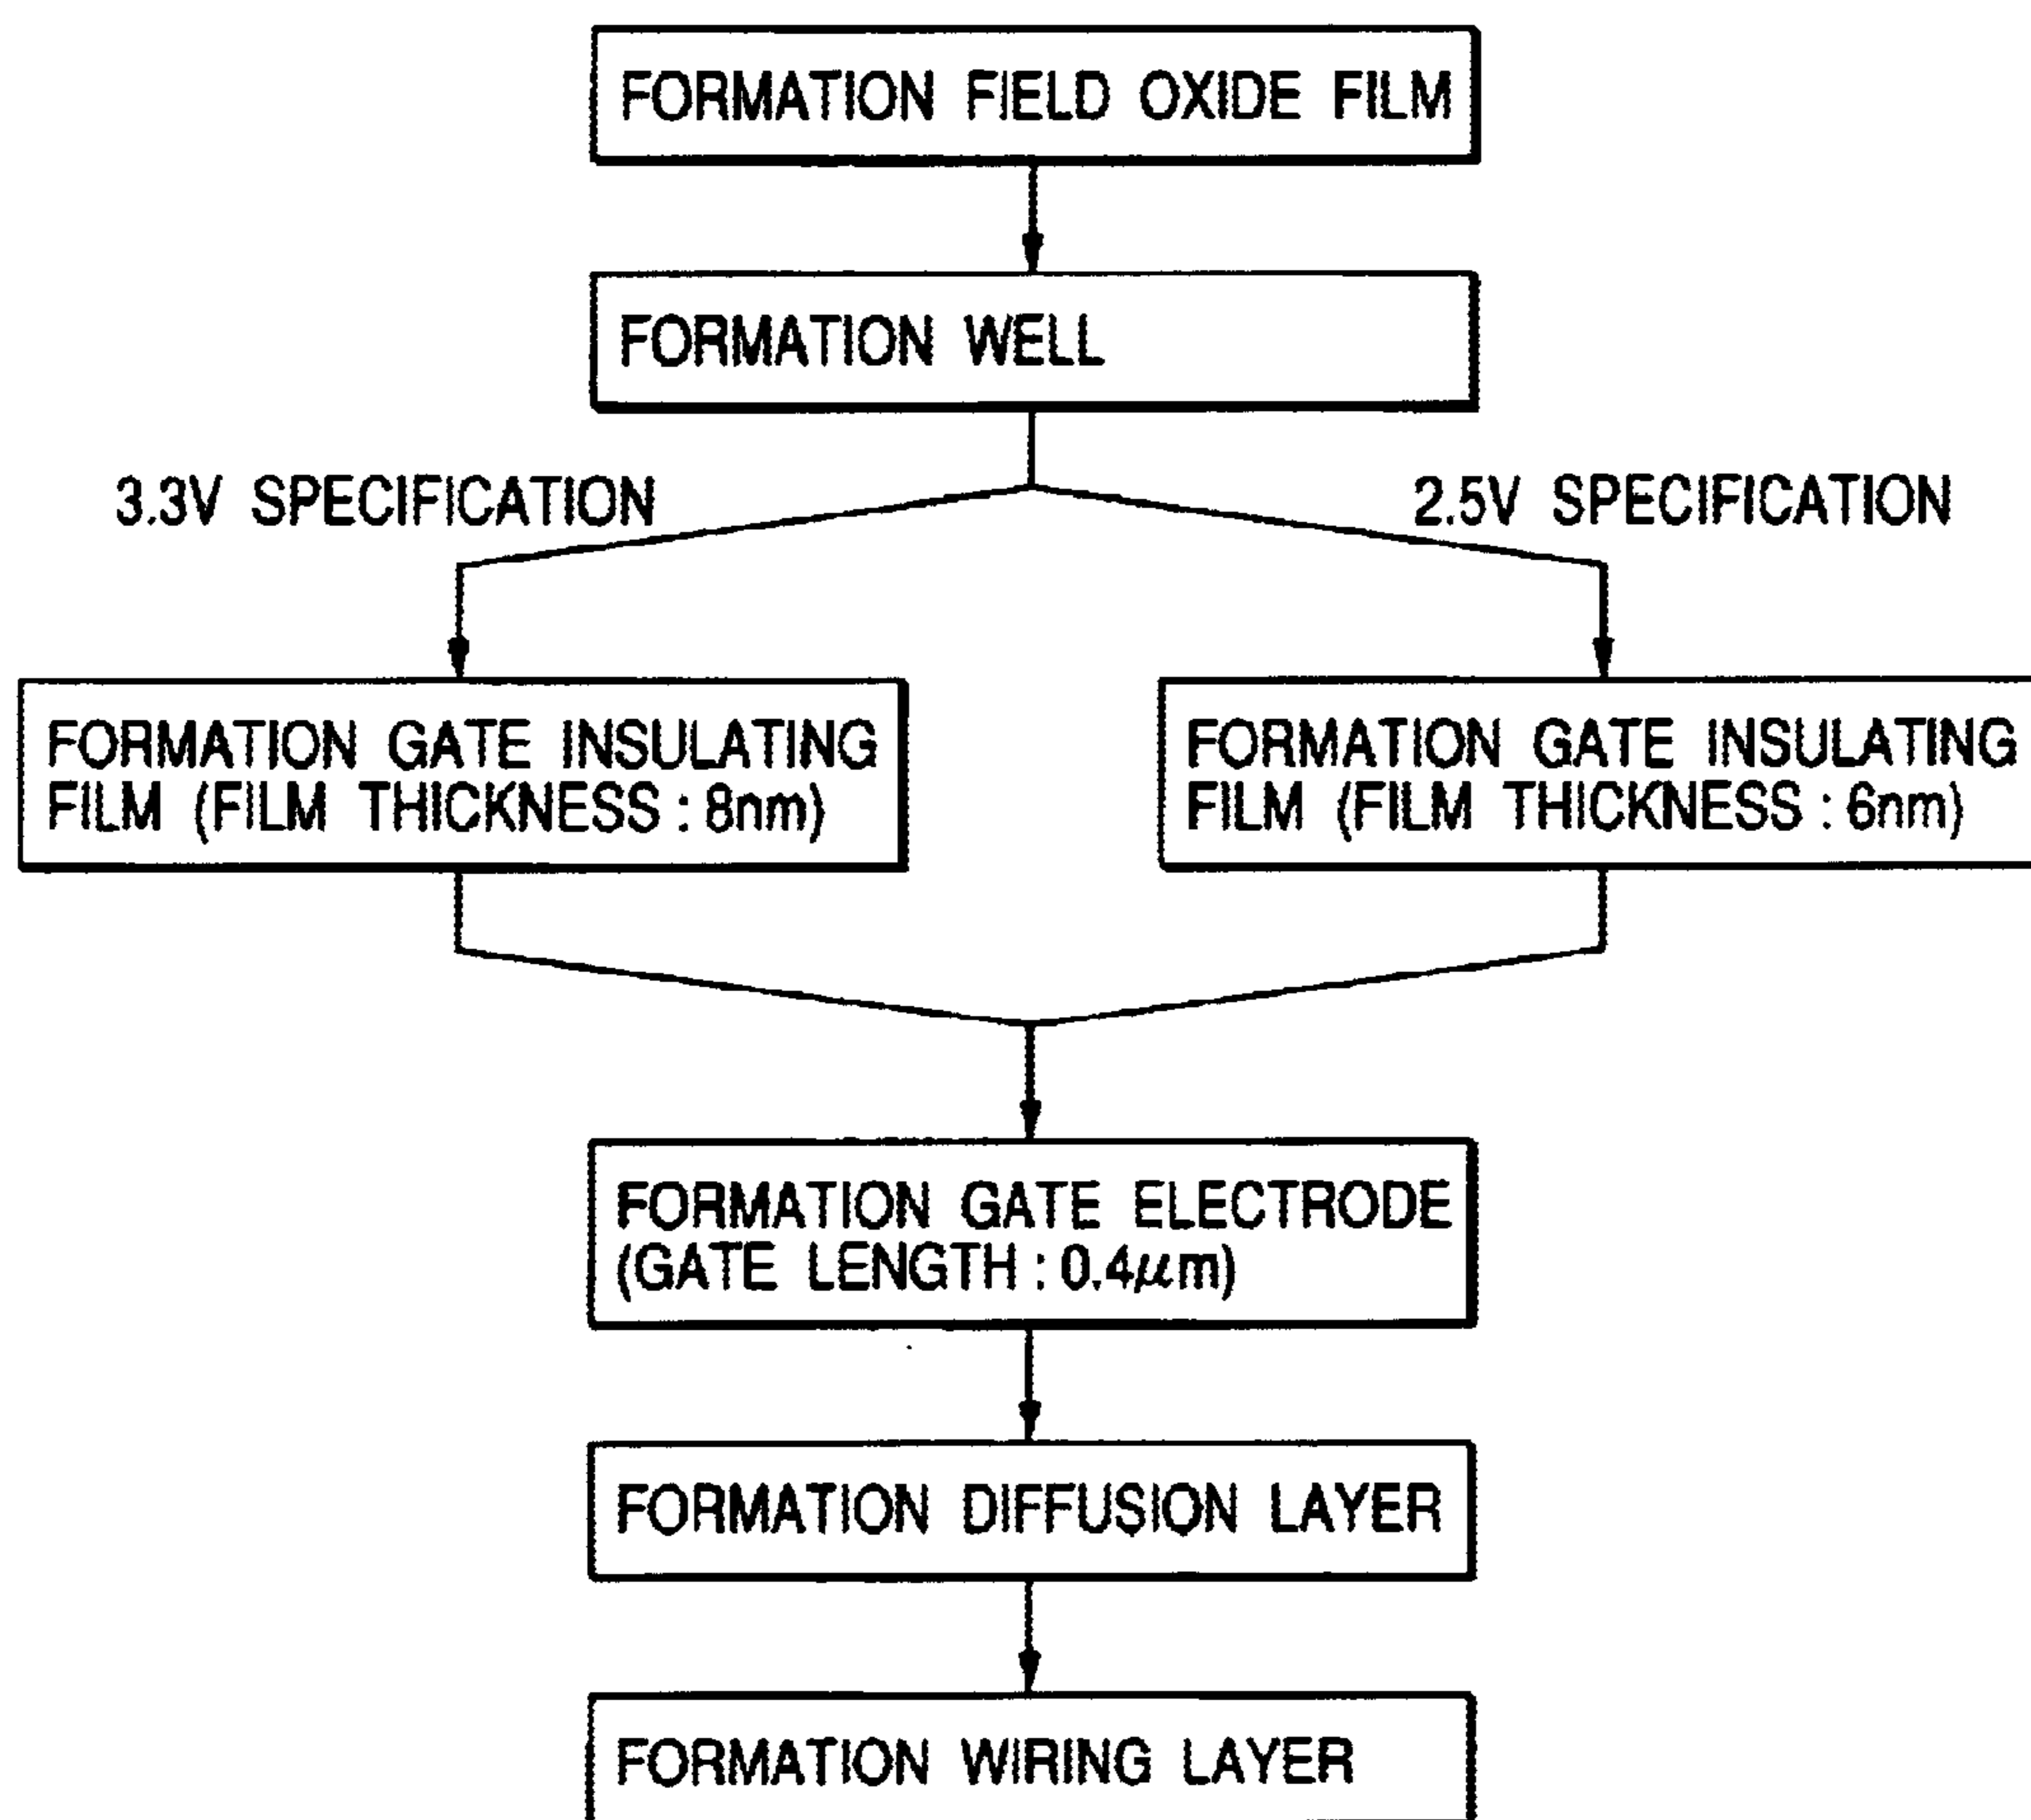 FORMATION FIELD OXIDE FILM
FORMATION WELL
3.3V SPECIFICATION
2.5V SPECIFICATION
FORMATION GATE INSULATING
FILM (FILM THICKNESS : 8nm)
FORMATION GATE INSULATING
FILM (FILM THICKNESS : 6nm)
FORMATION GATE ELECTRODE
(GATE LENGTH : 0.4μm)
FORMATION DIFFUSION LAYER
FORMATION WIRING LAYER